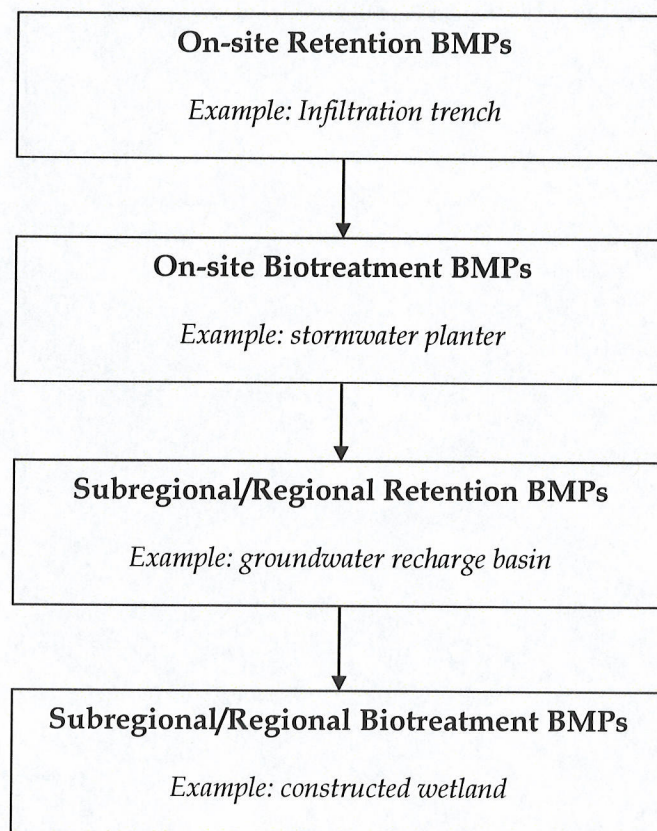 On-site Retention BMPs
Example: Infiltration trench
On-site Biotreatment BMPs
Example: stormwater planter
Subregional/Regional Retention BMPs
Example: groundwater recharge basin
Subregional/Regional Biotreatment BMPs
Example: constructed wetland